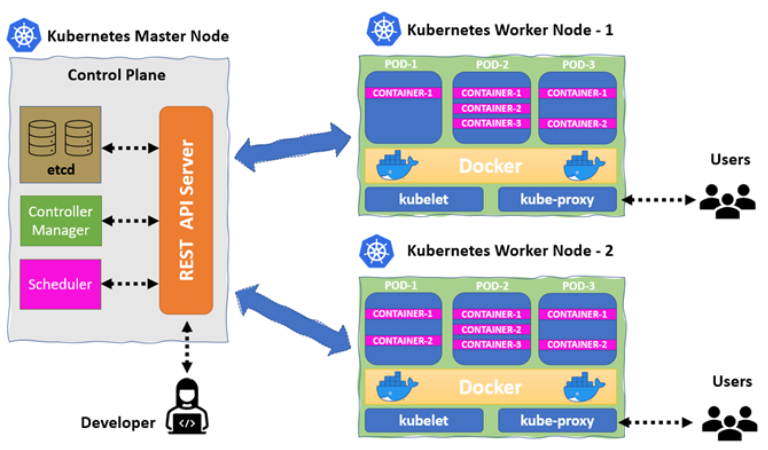 Kubernetes Master Node
Control Plane
etcd
Controller
Manager
Scheduler
REST API Server
Developer
</>
Kubernetes Worker Node - 1
POD-1
CONTAINER-1
POD-2
CONTAINER-1
CONTAINER-2
CONTAINER-3
POD-3
CONTAINER-1
CONTAINER-2
Docker
kubelet
kube-proxy
Users
Kubernetes Worker Node - 2
POD-1
CONTAINER-1
CONTAINER-2
POD-2
CONTAINER-1
CONTAINER-2
CONTAINER-3
POD-3
CONTAINER-1
CONTAINER-2
Docker
kubelet
kube-proxy
Users